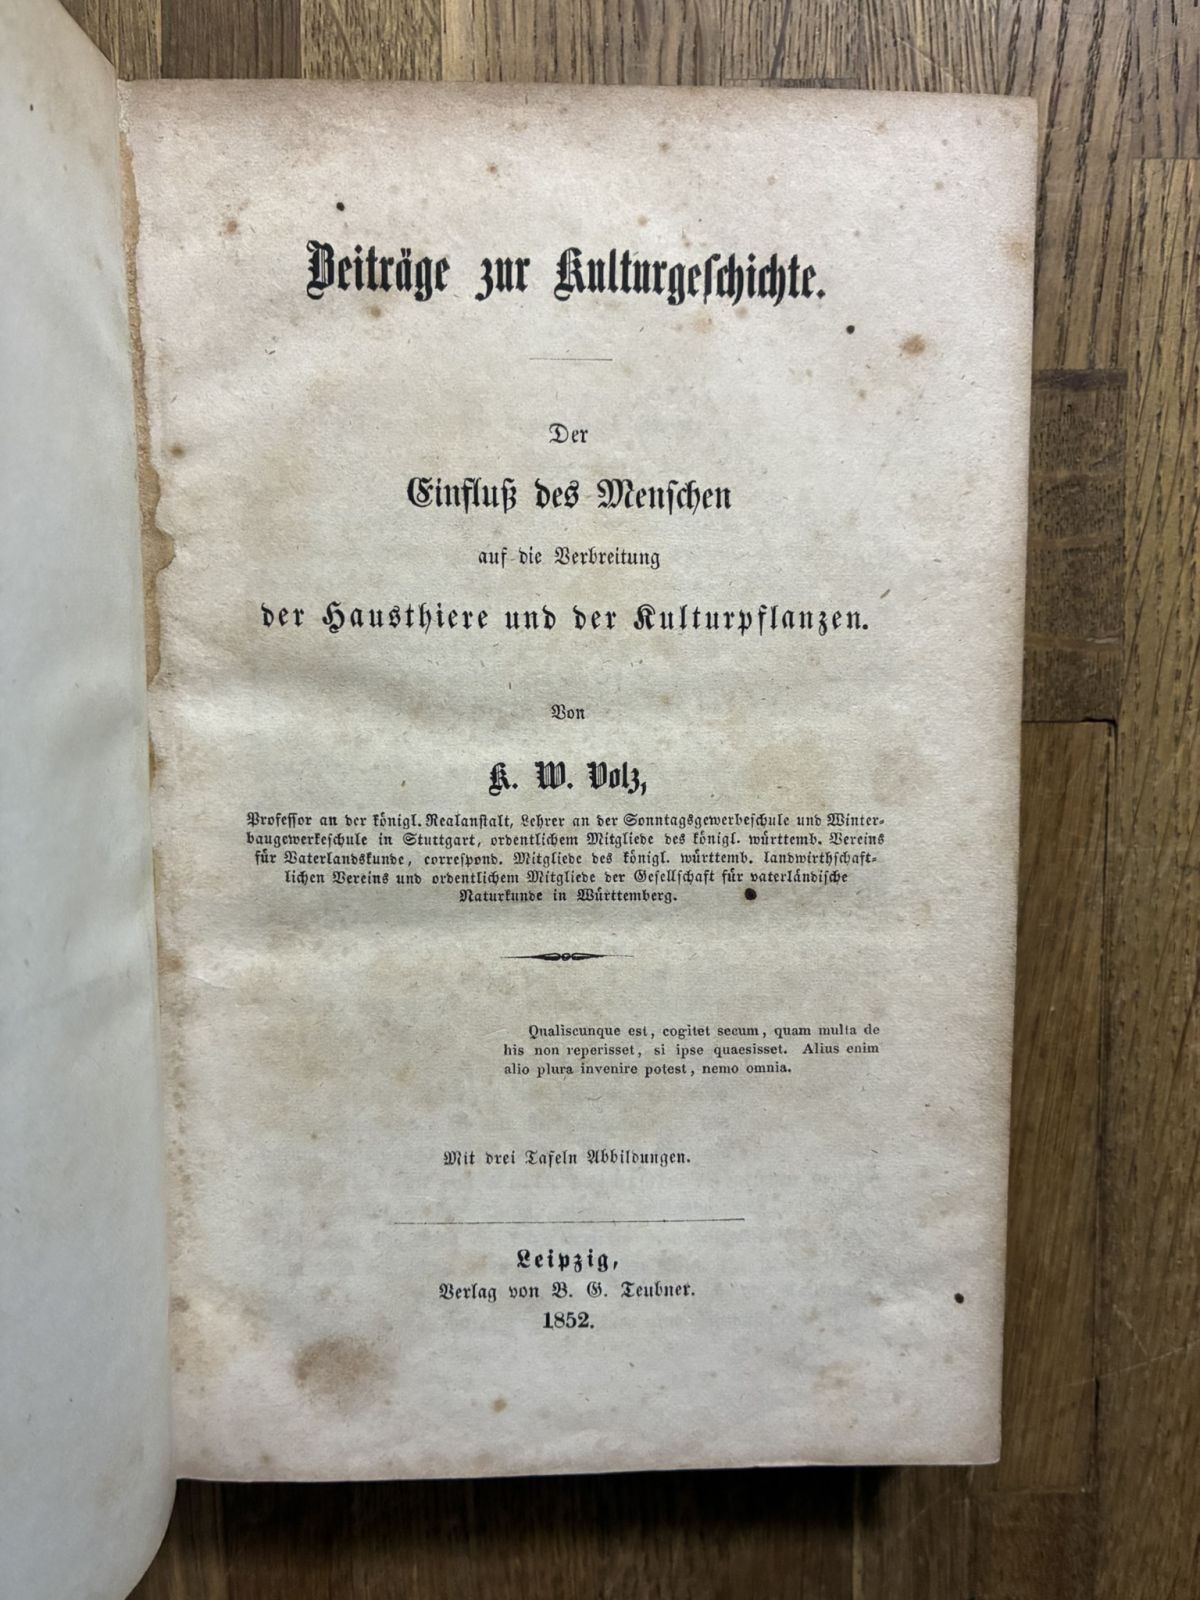 Beiträge zur Kulturgeschichte.
Der
Einfluß des Menschen
auf die Verbreitung
der Hausthiere und der Kulturpflanzen.
Von
K. W. Volz,
Professor an der königl. Realanstalt, Lehrer an der Sonntagsgewerbeschule und Winter-
baugewerkeschule in Stuttgart, ordentlichem Mitgliede des königl. württemb. Vereins
für Vaterlandskunde, correspond. Mitgliede des königl. württemb. landwirthschaft-
lichen Vereins und ordentlichem Mitgliede der Gesellschaft für vaterländische
Naturkunde in Württemberg.
Qualiscunque est, cogitet secum, quam multa de
his non reperisset, si ipse quaesisset. Alius enim
alio plura invenire potest, nemo omnia.
Mit drei Tafeln Abbildungen.
Leipzig,
Verlag von B. G. Teubner.
1852.